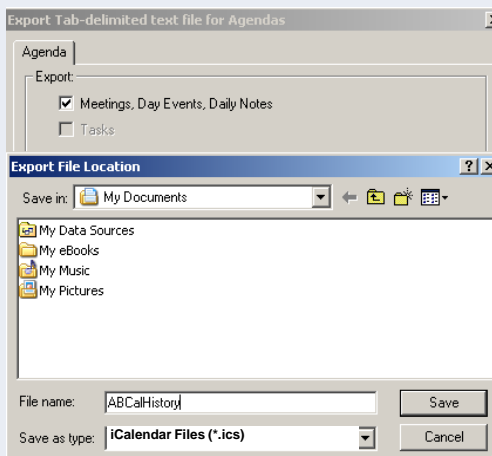 Export Tab-delimited text file for Agendas
Agenda
Export:
Meetings, Day Events, Daily Notes
Tasks
Export File Location
Save in: My Documents
My Data Sources
My eBooks
My Music
My Pictures
File name: ABCalHistory Save
Save as type: iCalendar Files (*.ics) Cancel